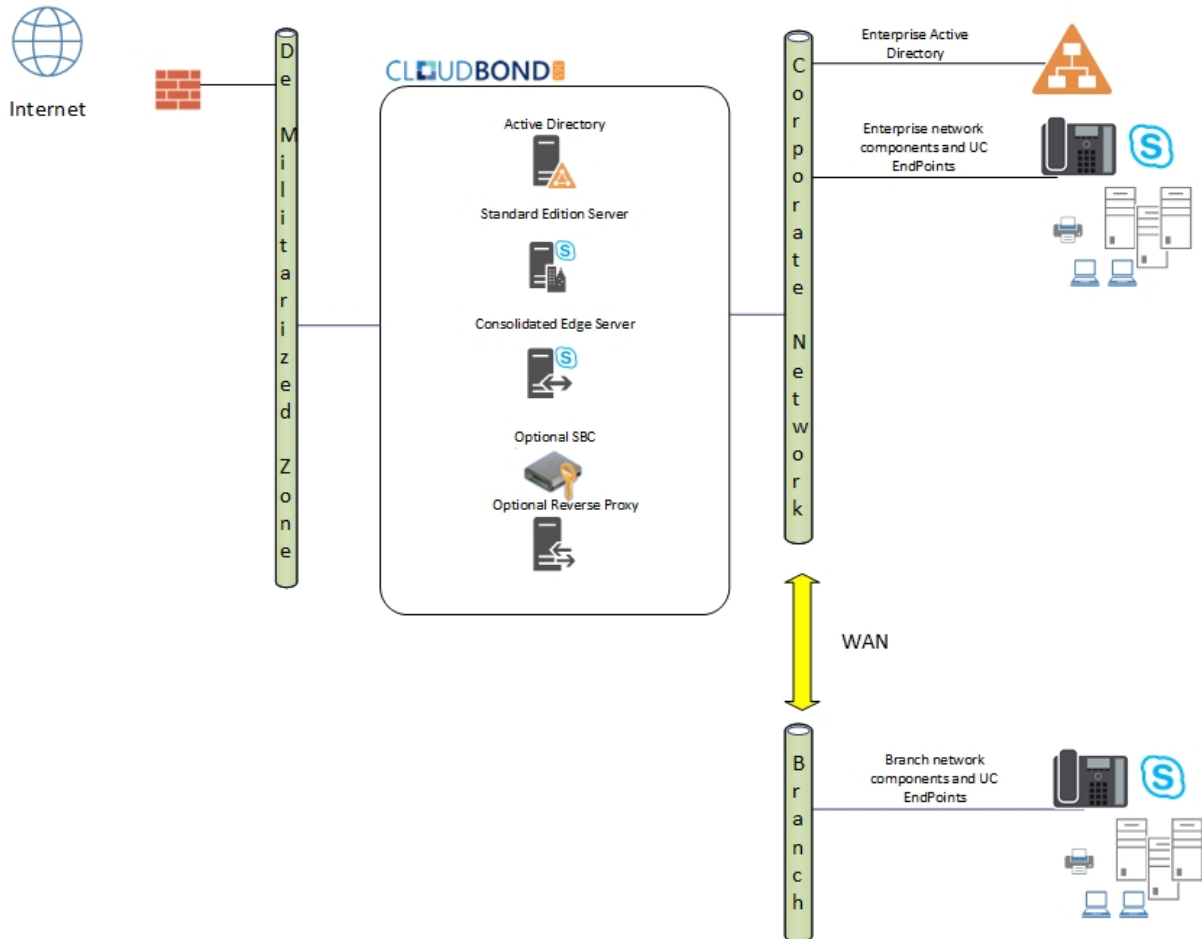 Internet
De Millitarized Zone
CLOUDBOND
Active Directory
Standard Edition Server
Consolidated Edge Server
Optional SBC
Optional Reverse Proxy
Corporate Network
Enterprise Active
Directory
Enterprise network
components and UC
EndPoints
WAN
Branch
Branch network
components and UC
EndPoints